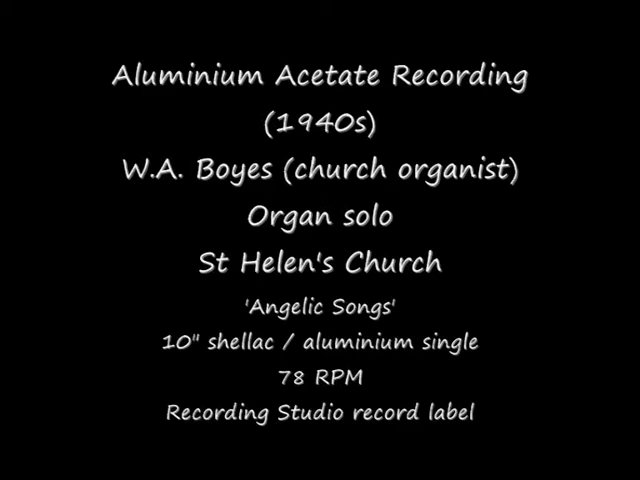 Aluminium Acetate Recording
(1940s)
W.A. Boyes (church organist)
Organ solo
St Helen's Church
'Angelic Songs'
10" shellac / aluminium single
78 RPM
Recording Studio record label